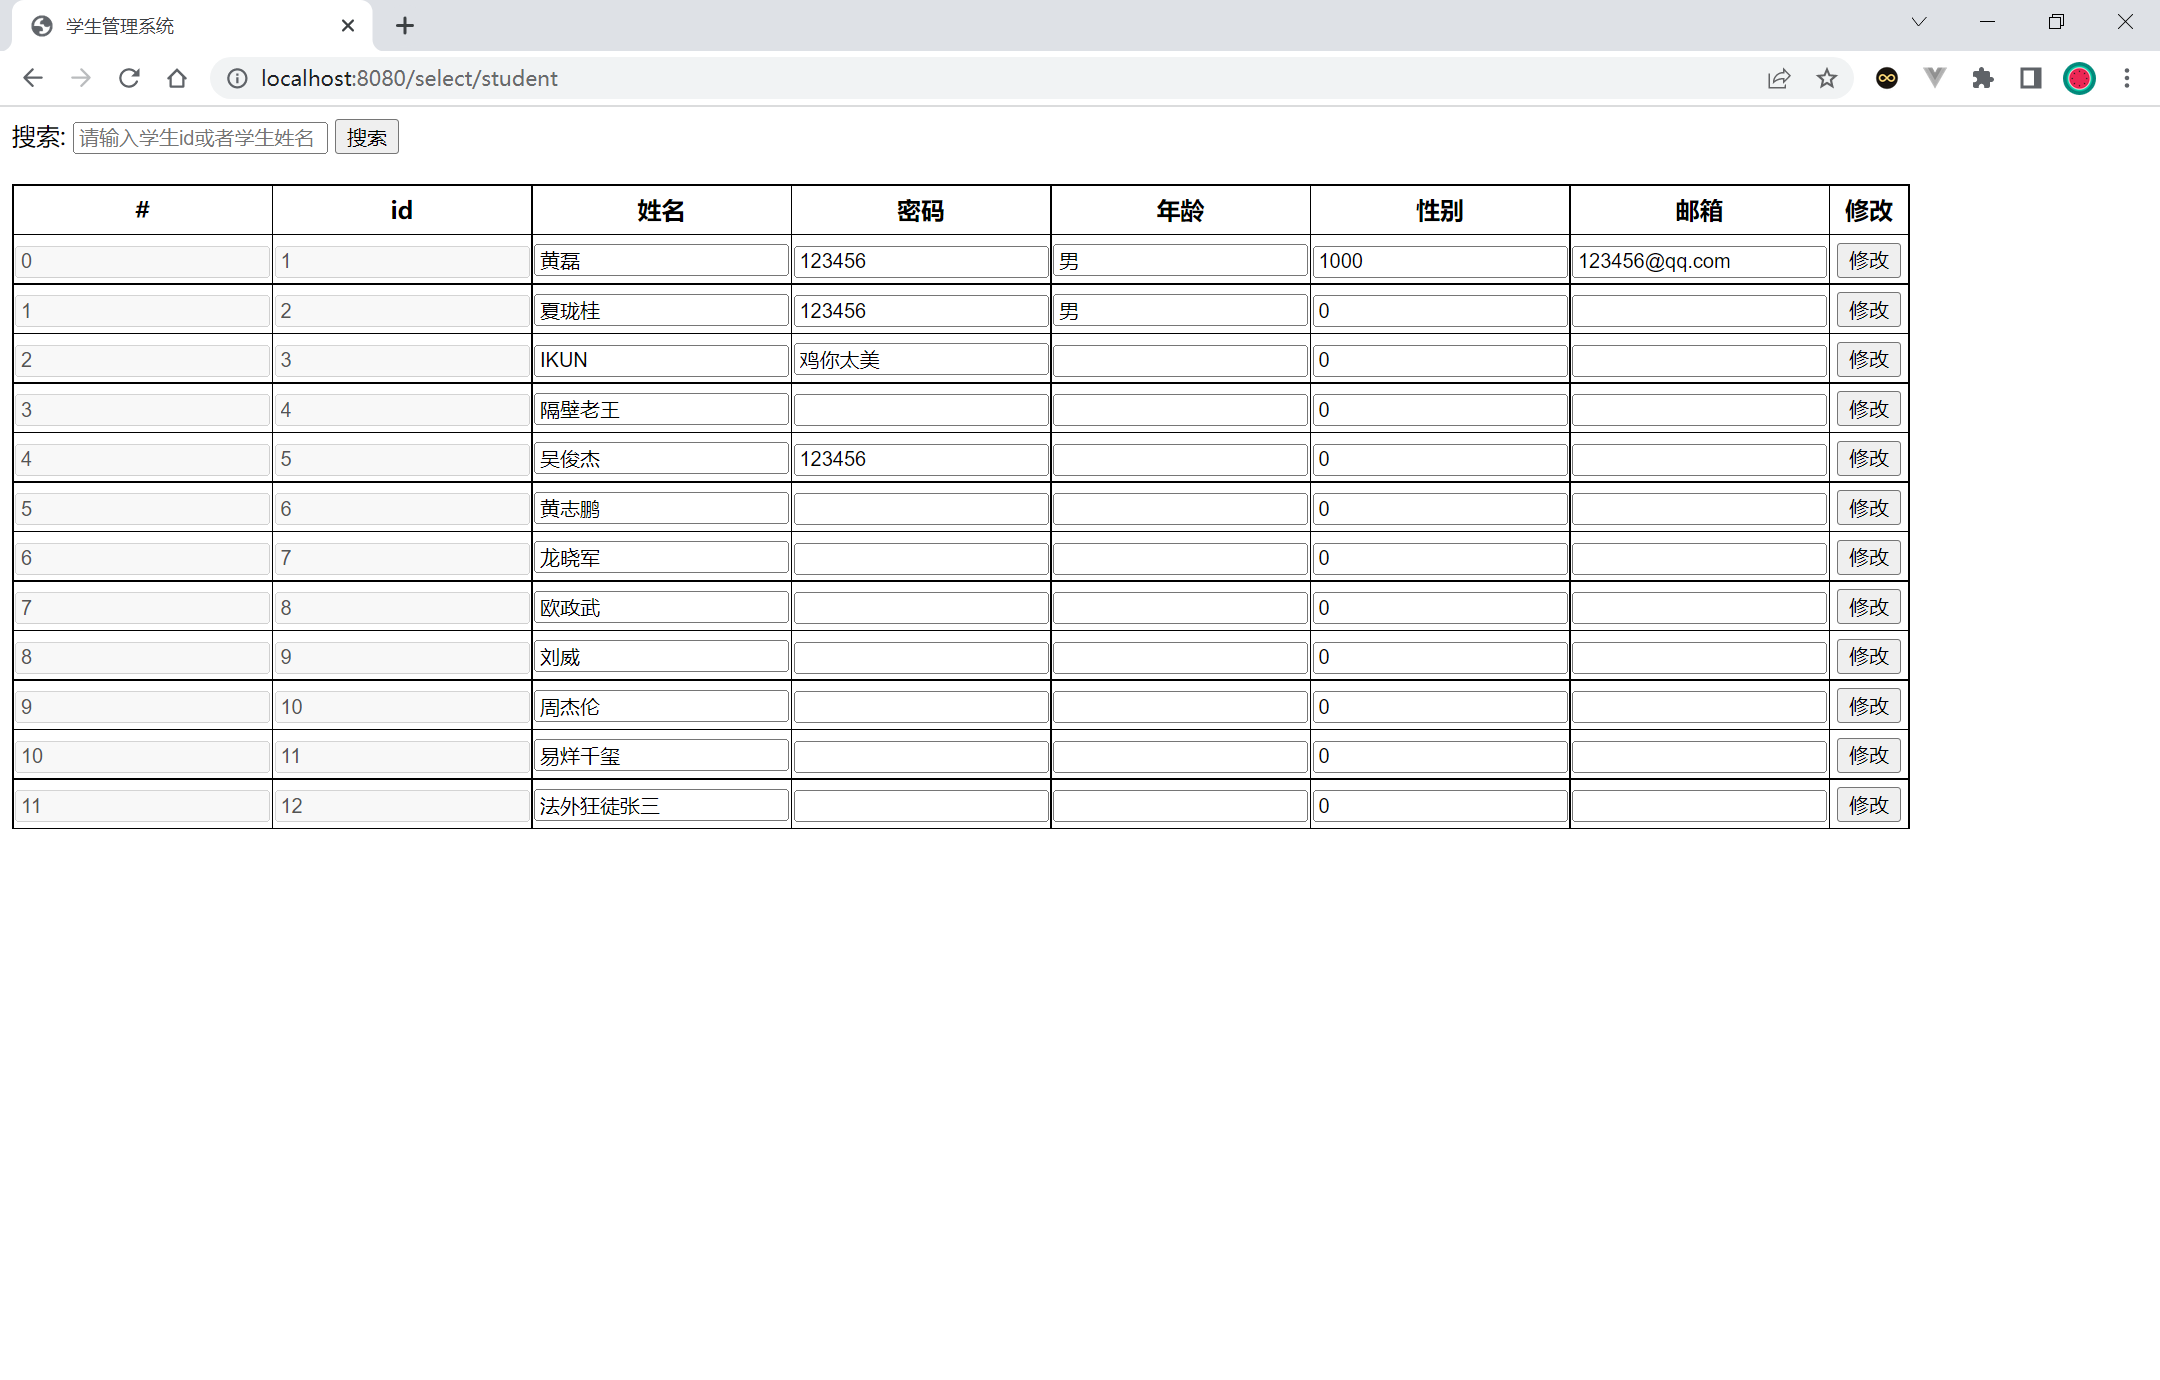 学生管理系统
localhost:8080/select/student
搜索: 请输入学生id或者学生姓名 搜索
# id 姓名 密码 年龄 性别 邮箱 修改
0 1 黄磊 123456 男 1000 123456@qq.com 修改
1 2 夏珑桂 123456 男 0 修改
2 3 IKUN 鸡你太美 0 修改
3 4 隔壁老王 0 修改
4 5 吴俊杰 123456 0 修改
5 6 黄志鹏 0 修改
6 7 龙晓军 0 修改
7 8 欧政武 0 修改
8 9 刘威 0 修改
9 10 周杰伦 0 修改
10 11 易烊千玺 0 修改
11 12 法外狂徒张三 0 修改